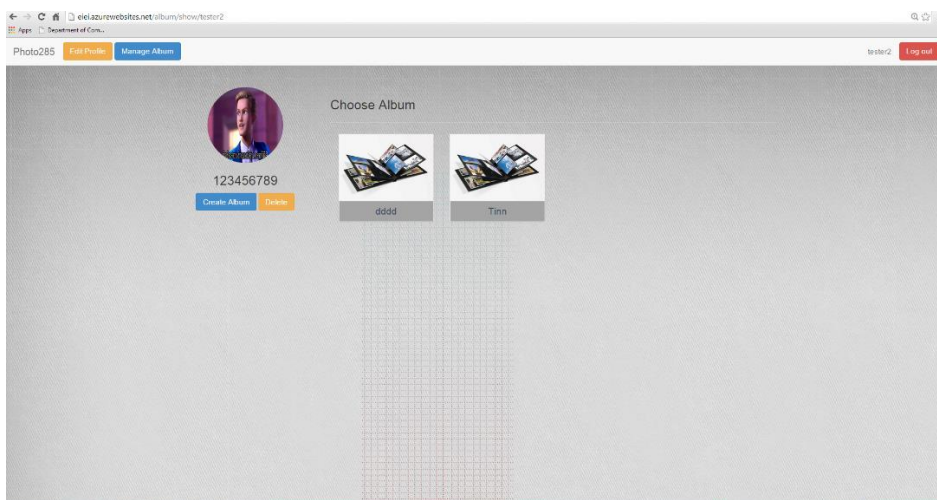 eiei.azurewebsites.net/album/show/tester2
Apps Department of Com...
Photo285 Edit Profile Manage Album tester2 Log out
Choose Album
123456789
Create Album Delete
dddd Tinn